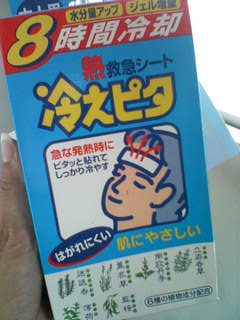 水分量アップ ジェル増量
8時間冷却
熱救急シート
冷えピタ
急な発熱時に
ピタッと貼れて
しっかり冷やす
はがれにくい
肌にやさしい
6種の植物成分配合